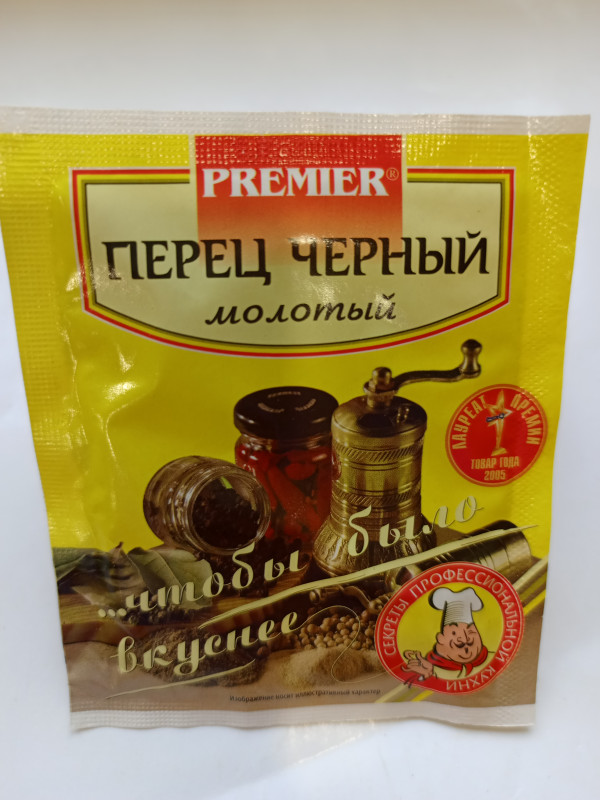 PREMIER®
ПЕРЕЦ ЧЕРНЫЙ
молотый
ЛАУРЕАТ ПРЕМИИ
ТОВАР ГОДА
2005
...чтобы было
вкуснее
СЕКРЕТЫ ПРОФЕССИОНАЛЬНОЙ КУХНИ
Изображение носит иллюстративный характер